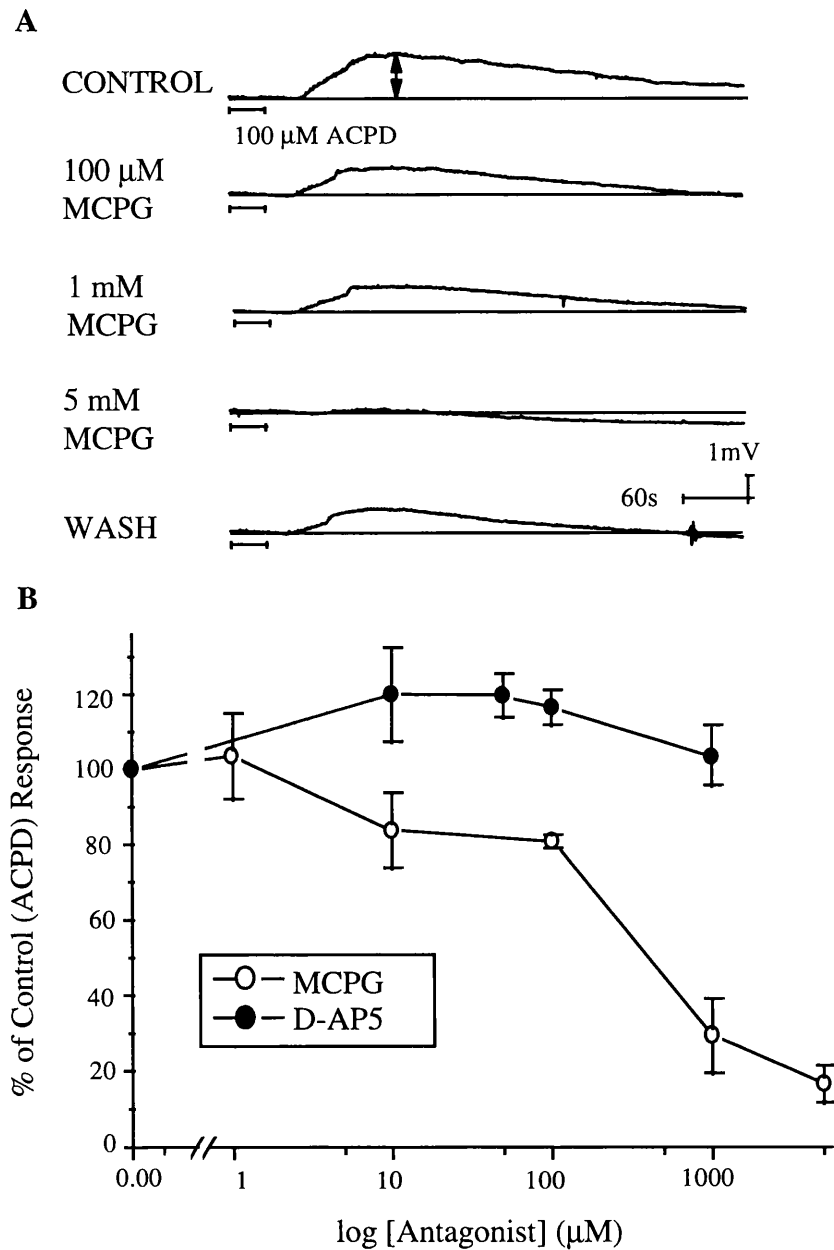 A
CONTROL
100 µM ACPD
100 µM
MCPG
1 mM
MCPG
5 mM
MCPG
1mV
60s
WASH
B
% of Control (ACPD) Response
120
100
80
60
40
20
0
MCPG
D-AP5
0.00 1 10 100 1000
log [Antagonist] (µM)